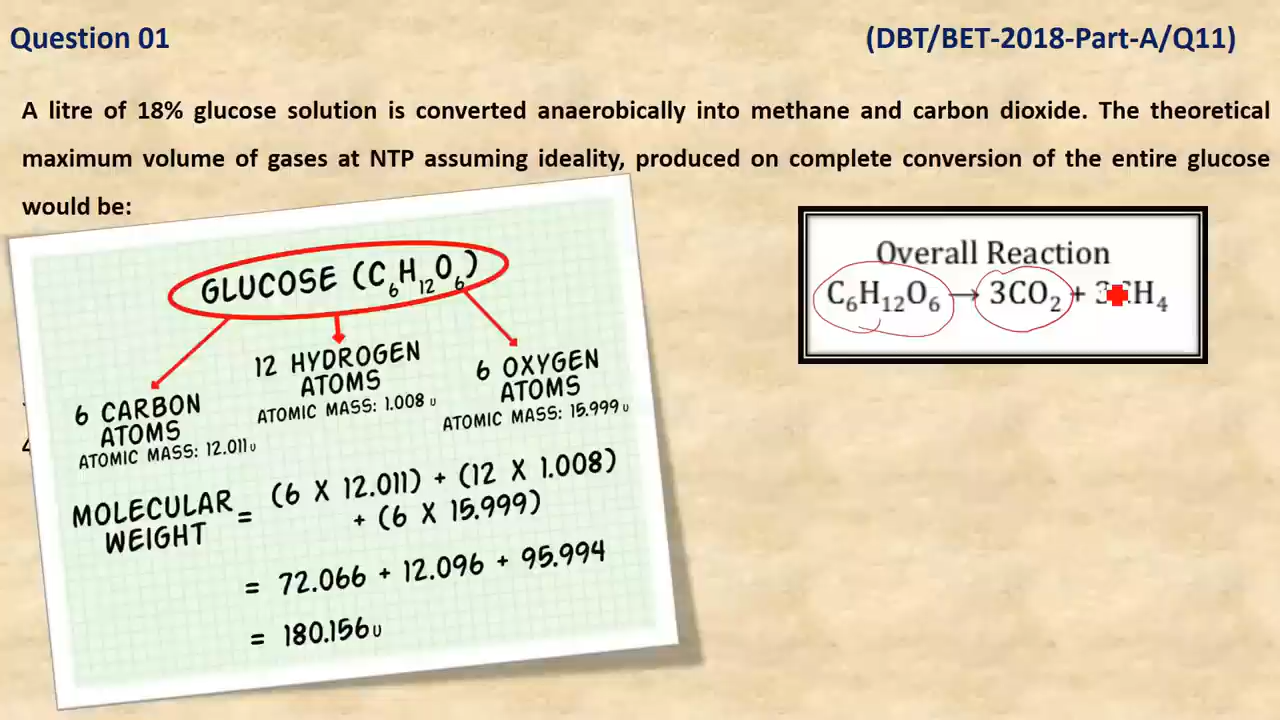 Question 01
(DBT/BET-2018-Part-A/Q11)
A litre of 18% glucose solution is converted anaerobically into methane and carbon dioxide. The theoretical
maximum volume of gases at NTP assuming ideality, produced on complete conversion of the entire glucose
would be:
GLUCOSE (C₆H₁₂O₆)
6 CARBON
ATOMS
ATOMIC MASS: 12.011u
12 HYDROGEN
ATOMS
ATOMIC MASS: 1.008 u
6 OXYGEN
ATOMS
ATOMIC MASS: 15.999u
MOLECULAR
WEIGHT
= (6 X 12.011) + (12 X 1.008)
+ (6 X 15.999)
= 72.066 + 12.096 + 95.994
= 180.156u
Overall Reaction
C₆H₁₂O₆ → 3CO₂ + 3CH₄